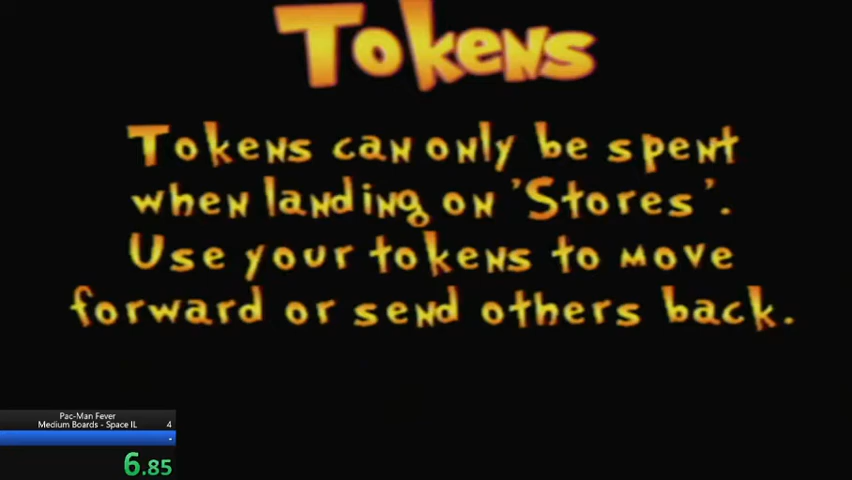 Tokens
Tokens can only be spent
when landing on 'Stores'.
Use your tokens to move
forward or send others back.
Pac-Man Fever
Medium Boards - Space IL 4
-
6.85